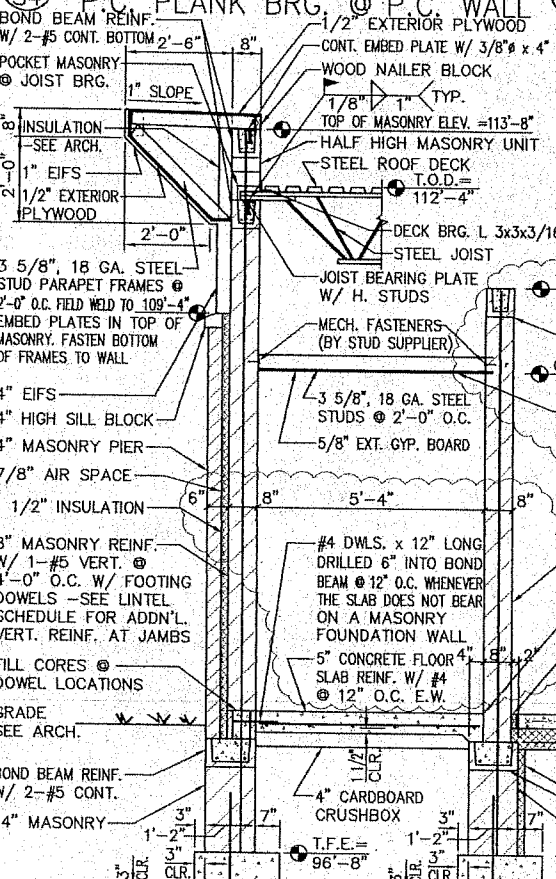 P.C. PLANK BRG. @ P.C. WALL
BOND BEAM REINF.
W/ 2-#5 CONT. BOTTOM
POCKET MASONRY
@ JOIST BRG.
2'-6"
8"
1/2" EXTERIOR PLYWOOD
CONT. EMBED PLATE W/ 3/8"ø x 4"
WOOD NAILER BLOCK
1/8"
1"
TYP.
1" SLOPE
TOP OF MASONRY ELEV. =113'-8"
HALF HIGH MASONRY UNIT
STEEL ROOF DECK
T.O.D.=
112'-4"
8"
2'-0"
INSULATION
-SEE ARCH.
1" EIFS
1/2" EXTERIOR
PLYWOOD
2'-0"
DECK BRG. L 3x3x3/16
STEEL JOIST
JOIST BEARING PLATE
W/ H. STUDS
3 5/8", 18 GA. STEEL
STUD PARAPET FRAMES @
2'-0" O.C. FIELD WELD TO 109'-4"
EMBED PLATES IN TOP OF
MASONRY. FASTEN BOTTOM
OF FRAMES TO WALL
MECH. FASTENERS
(BY STUD SUPPLIER)
3 5/8", 18 GA. STEEL
STUDS @ 2'-0" O.C.
5/8" EXT. GYP. BOARD
4" EIFS
4" HIGH SILL BLOCK
4" MASONRY PIER
7/8" AIR SPACE
1/2" INSULATION
6"
8"
5'-4"
8"
8" MASONRY REINF.
W/ 1-#5 VERT. @
4'-0" O.C. W/ FOOTING
DOWELS -SEE LINTEL
SCHEDULE FOR ADDN'L.
VERT. REINF. AT JAMBS
#4 DWLS. x 12" LONG
DRILLED 6" INTO BOND
BEAM @ 12" O.C. WHENEVER
THE SLAB DOES NOT BEAR
ON A MASONRY
FOUNDATION WALL
4"
8"
2"
FILL CORES @
DOWEL LOCATIONS
5" CONCRETE FLOOR
SLAB REINF. W/ #4
@ 12" O.C. E.W.
GRADE
SEE ARCH.
1 1/2"
CLR.
BOND BEAM REINF.
W/ 2-#5 CONT.
4" CARDBOARD
CRUSHBOX
4" MASONRY
3"
7"
1'-2"
T.F.E.=
96'-8"
3"
7"
1'-2"
3"
CLR.
3"
CLR.
3"
CLR.